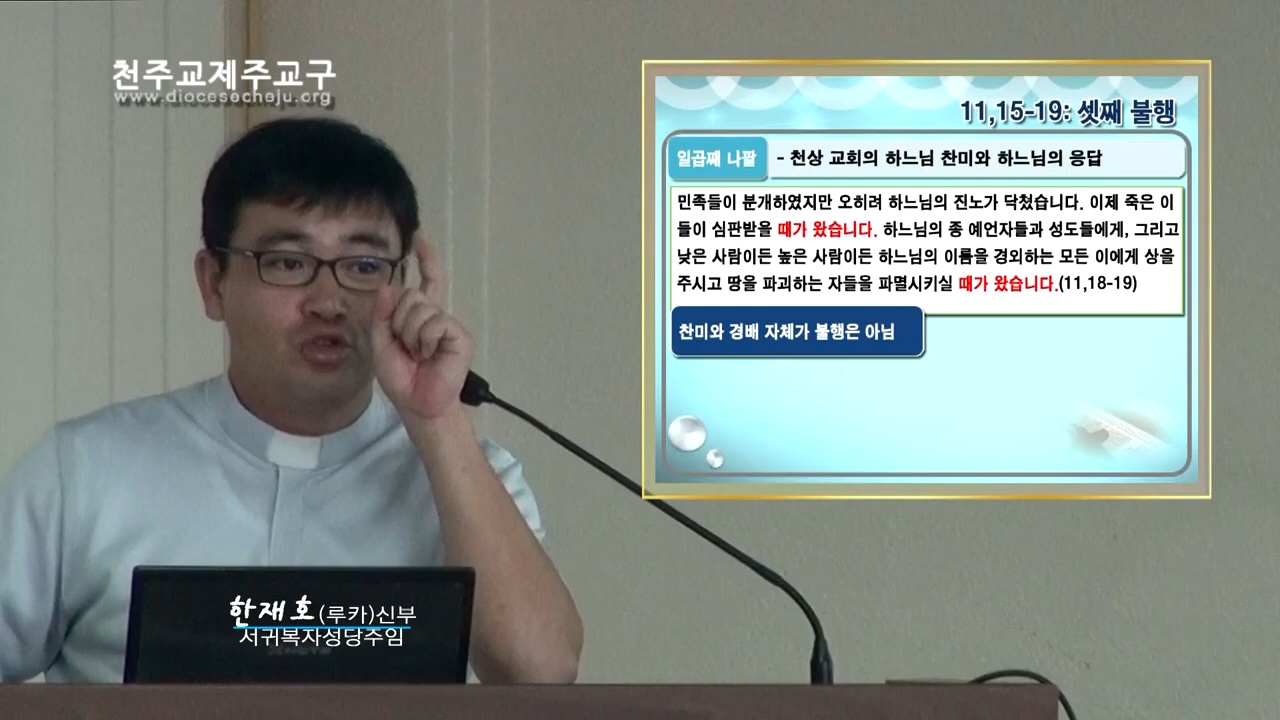 천주교제주교구
www.diocesecheju.org
11,15-19: 셋째 불행
일곱째 나팔
- 천상 교회의 하느님 찬미와 하느님의 응답
민족들이 분개하였지만 오히려 하느님의 진노가 닥쳤습니다. 이제 죽은 이
들이 심판받을 때가 왔습니다. 하느님의 종 예언자들과 성도들에게, 그리고
낮은 사람이든 높은 사람이든 하느님의 이름을 경외하는 모든 이에게 상을
주시고 땅을 파괴하는 자들을 파멸시키실 때가 왔습니다.(11,18-19)
찬미와 경배 자체가 불행은 아님
한재호(루카)신부
서귀복자성당주임